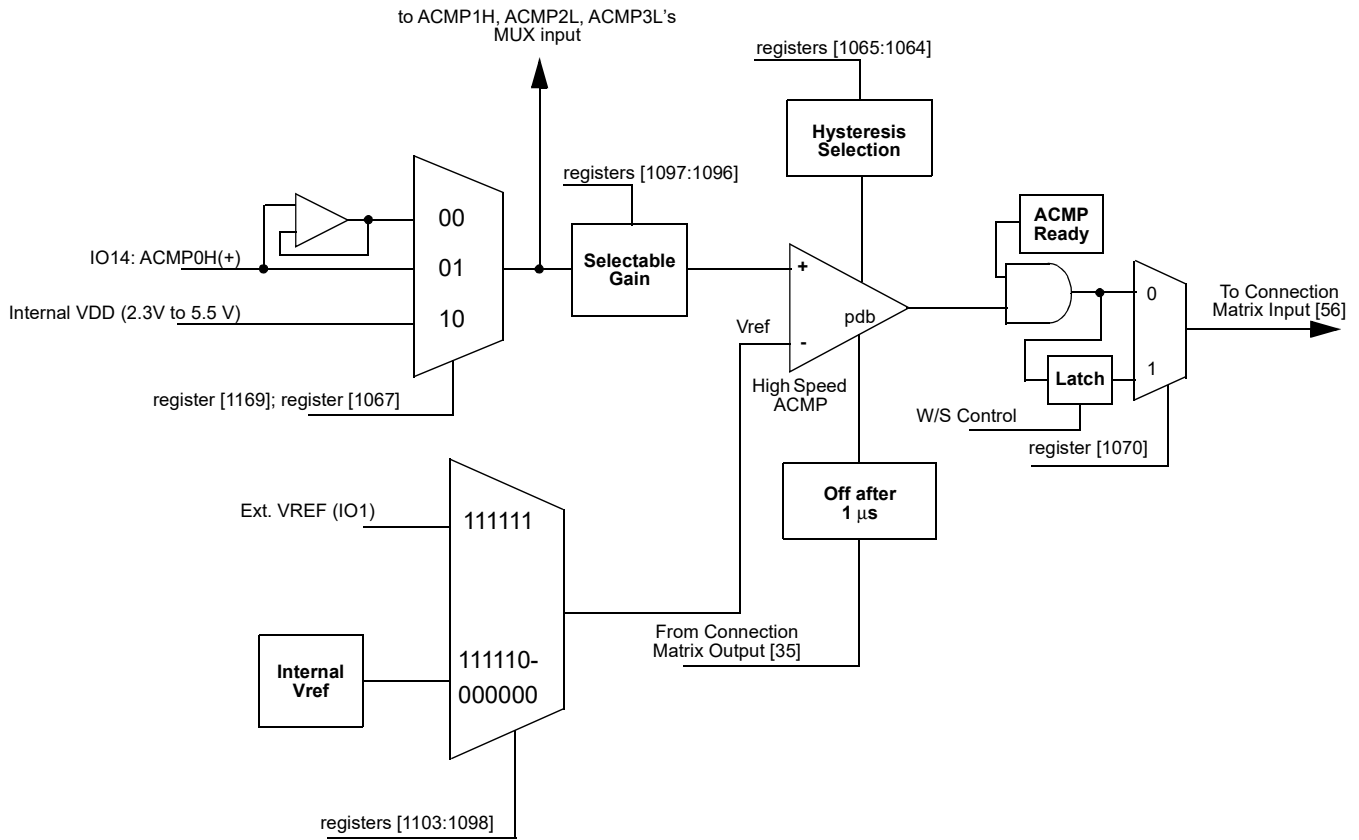 to ACMP1H, ACMP2L, ACMP3L's
MUX input
registers [1065:1064]
Hysteresis
Selection
registers [1097:1096]
00
01
10
IO14: ACMP0H(+)
Internal VDD (2.3V to 5.5 V)
Selectable
Gain
ACMP
Ready
+
-
pdb
Vref
High Speed
ACMP
0
1
To Connection
Matrix Input [56]
Latch
W/S Control
register [1070]
register [1169]; register [1067]
Off after
1 μs
Ext. VREF (IO1)
111111
111110-
000000
Internal
Vref
From Connection
Matrix Output [35]
registers [1103:1098]